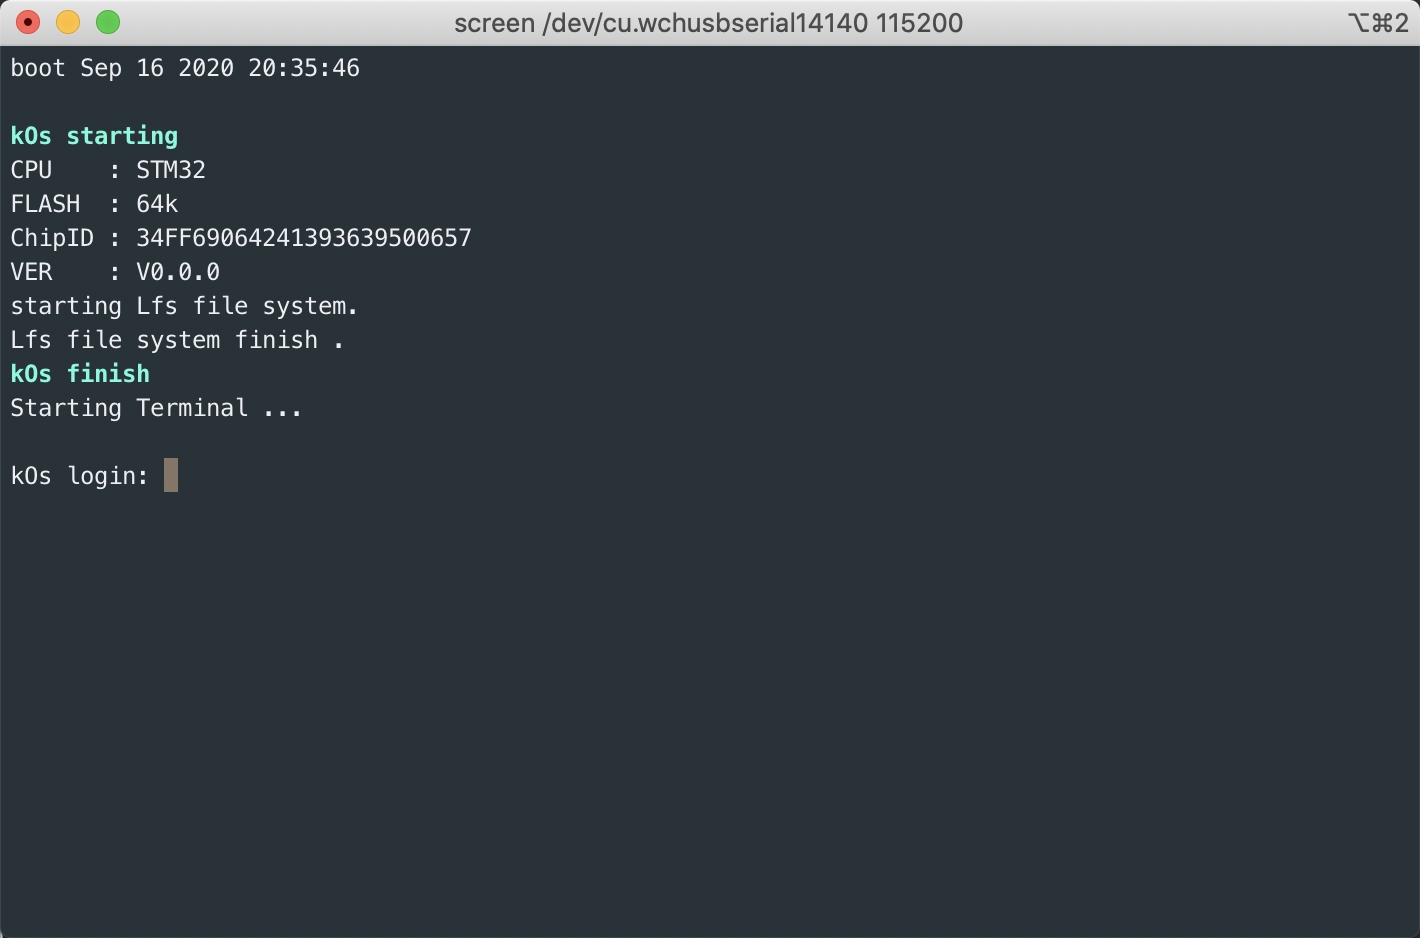 screen /dev/cu.wchusbserial14140 115200 ⌥⌘2
boot Sep 16 2020 20:35:46
kOs starting
CPU    : STM32
FLASH  : 64k
ChipID : 34FF69064241393639500657
VER    : V0.0.0
starting Lfs file system.
Lfs file system finish .
kOs finish
Starting Terminal ...
kOs login: